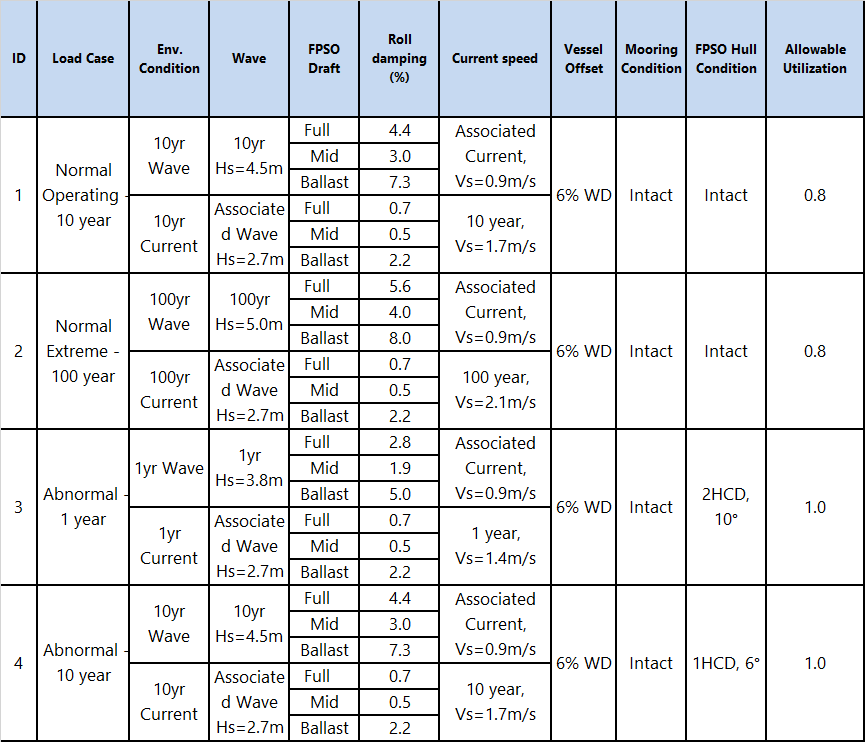 ID
Load Case
Env.
Condition
Wave
FPSO
Draft
Roll
damping
(%)
Current speed
Vessel
Offset
Mooring
Condition
FPSO Hull
Condition
Allowable
Utilization
1
Normal
Operating -
10 year
10yr
Wave
10yr
Hs=4.5m
Full
4.4
Mid
3.0
Ballast
7.3
Associated
Current,
Vs=0.9m/s
10yr
Current
Associate
d Wave
Hs=2.7m
Full
0.7
Mid
0.5
Ballast
2.2
10 year,
Vs=1.7m/s
6% WD
Intact
Intact
0.8
2
Normal
Extreme -
100 year
100yr
Wave
100yr
Hs=5.0m
Full
5.6
Mid
4.0
Ballast
8.0
Associated
Current,
Vs=0.9m/s
100yr
Current
Associate
d Wave
Hs=2.7m
Full
0.7
Mid
0.5
Ballast
2.2
100 year,
Vs=2.1m/s
6% WD
Intact
Intact
0.8
3
Abnormal -
1 year
1yr Wave
1yr
Hs=3.8m
Full
2.8
Mid
1.9
Ballast
5.0
Associated
Current,
Vs=0.9m/s
1yr
Current
Associate
d Wave
Hs=2.7m
Full
0.7
Mid
0.5
Ballast
2.2
1 year,
Vs=1.4m/s
6% WD
Intact
2HCD,
10°
1.0
4
Abnormal -
10 year
10yr
Wave
10yr
Hs=4.5m
Full
4.4
Mid
3.0
Ballast
7.3
Associated
Current,
Vs=0.9m/s
10yr
Current
Associate
d Wave
Hs=2.7m
Full
0.7
Mid
0.5
Ballast
2.2
10 year,
Vs=1.7m/s
6% WD
Intact
1HCD, 6°
1.0